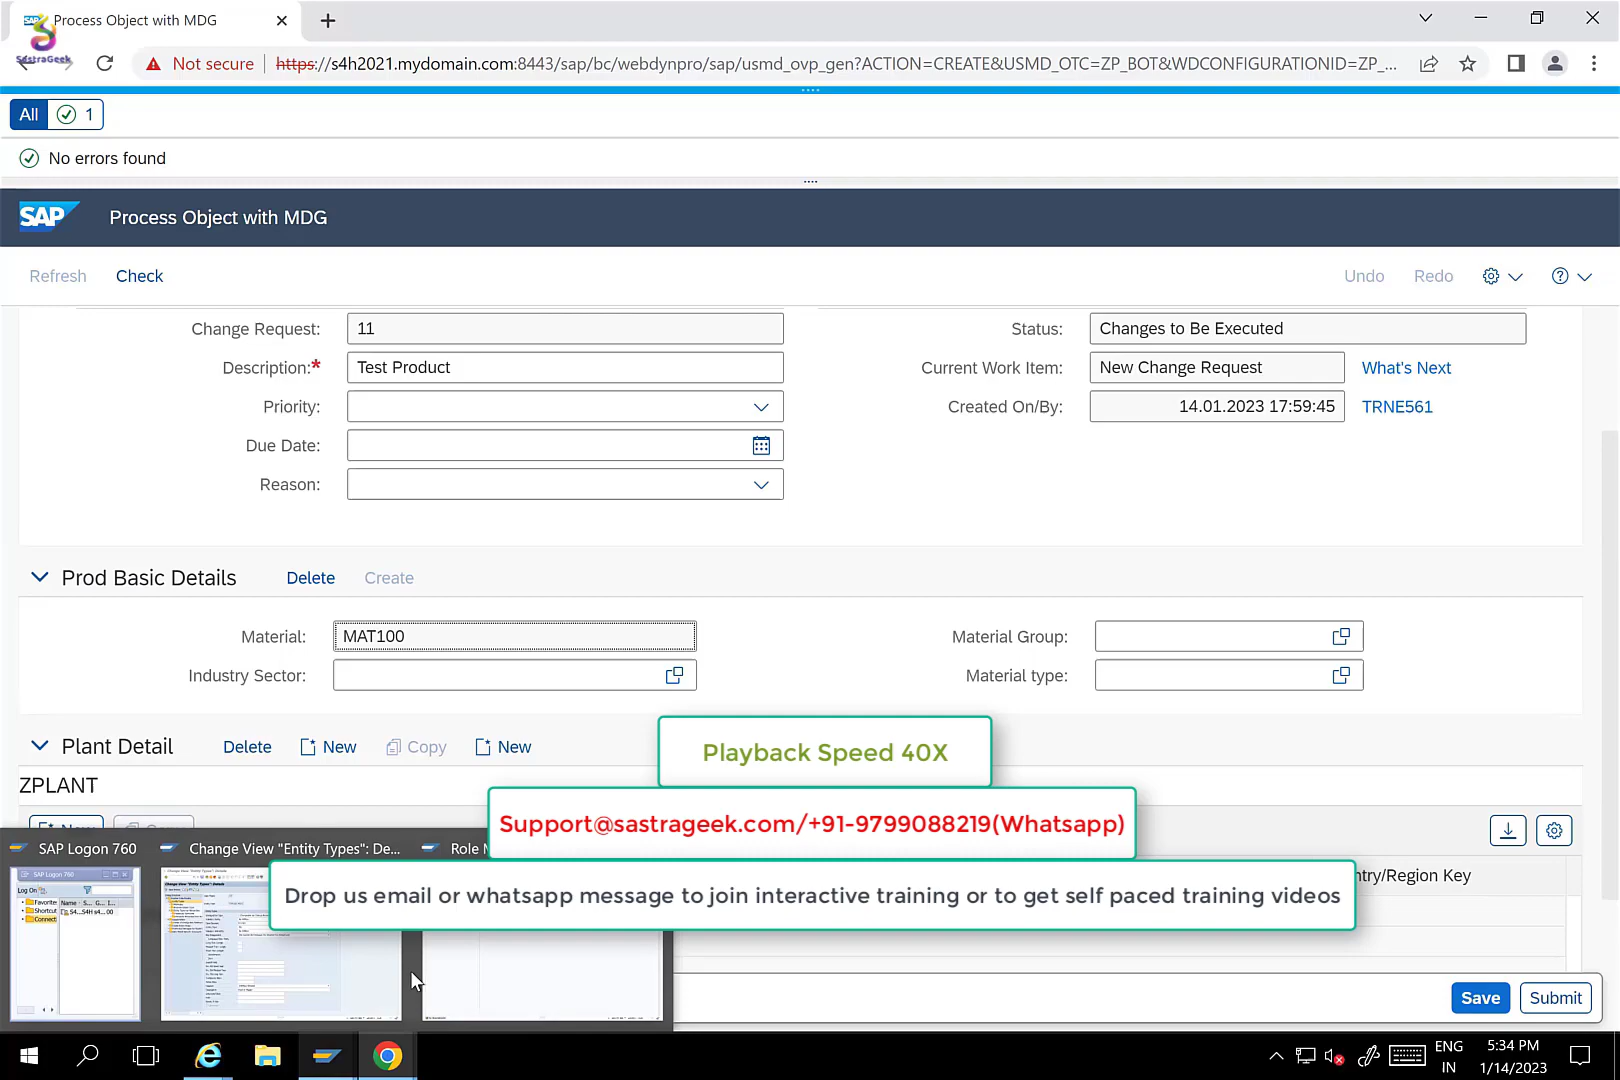 Process Object with MDG
SastraGeek
Not secure
https://s4h2021.mydomain.com:8443/sap/bc/webdynpro/sap/usmd_ovp_gen?ACTION=CREATE&USMD_OTC=ZP_BOT&WDCONFIGURATIONID=ZP_...
All 1
No errors found
SAP Process Object with MDG
Refresh Check Undo Redo
Change Request: 11 Status: Changes to Be Executed
Description:* Test Product Current Work Item: New Change Request What's Next
Priority: Created On/By: 14.01.2023 17:59:45 TRNE561
Due Date:
Reason:
Prod Basic Details Delete Create
Material: MAT100 Material Group:
Industry Sector: Material type:
Plant Detail Delete New Copy New
ZPLANT
Playback Speed 40X
Support@sastrageek.com/+91-9799088219(Whatsapp)
SAP Logon 760 Change View "Entity Types": De... Role
Drop us email or whatsapp message to join interactive training or to get self paced training videos
try/Region Key
Save Submit
ENG
IN
5:34 PM
1/14/2023